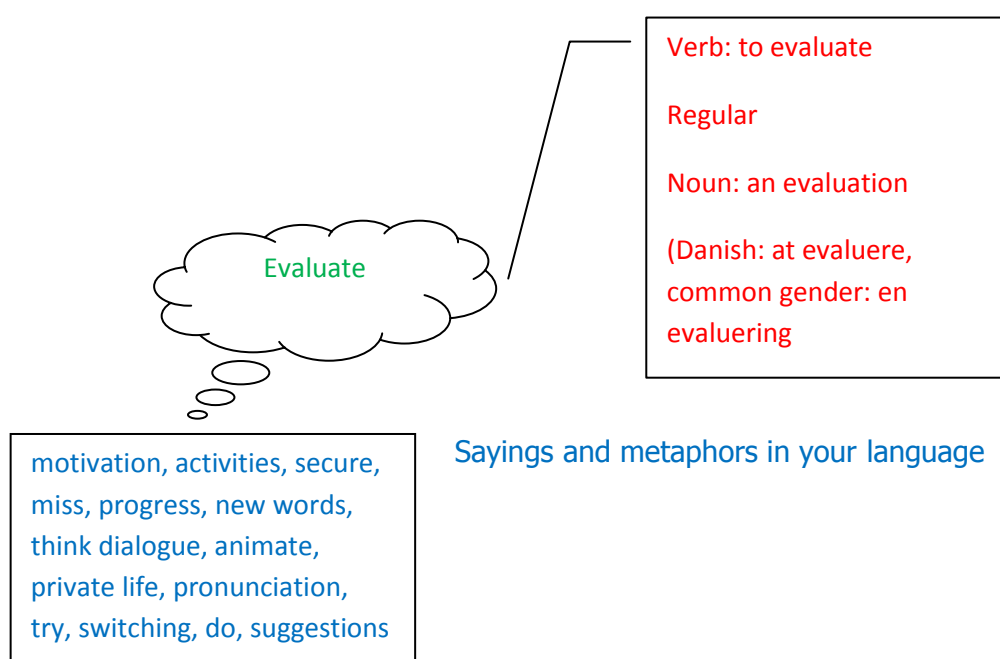 Verb: to evaluate
Regular
Noun: an evaluation
(Danish: at evaluere,
common gender: en
evaluering
Evaluate
Sayings and metaphors in your language
motivation, activities, secure,
miss, progress, new words,
think dialogue, animate,
private life, pronunciation,
try, switching, do, suggestions